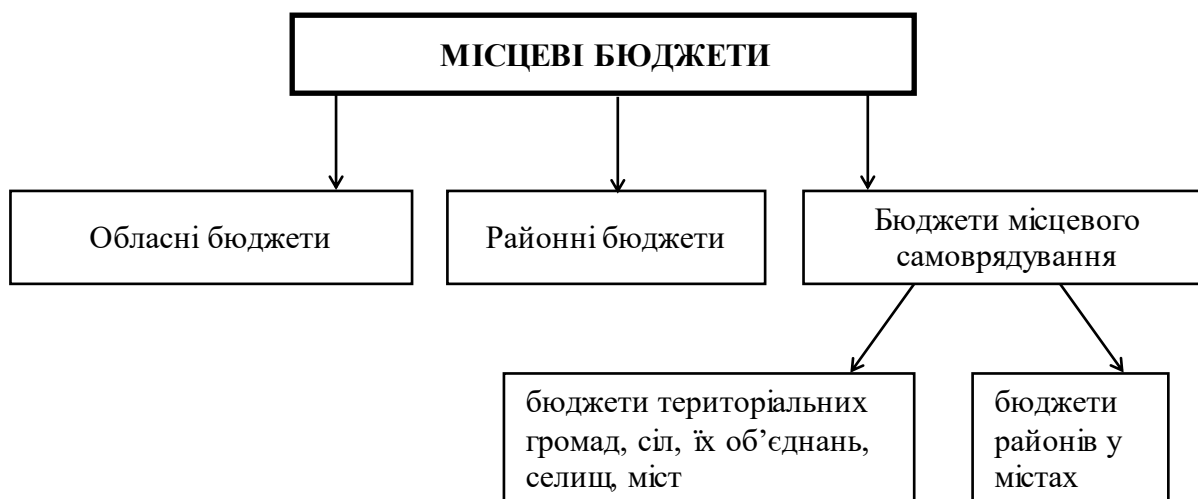 МІСЦЕВІ БЮДЖЕТИ
Обласні бюджети
Районні бюджети
Бюджети місцевого
самоврядування
бюджети територіальних
громад, сіл, їх об’єднань,
селищ, міст
бюджети
районів у
містах